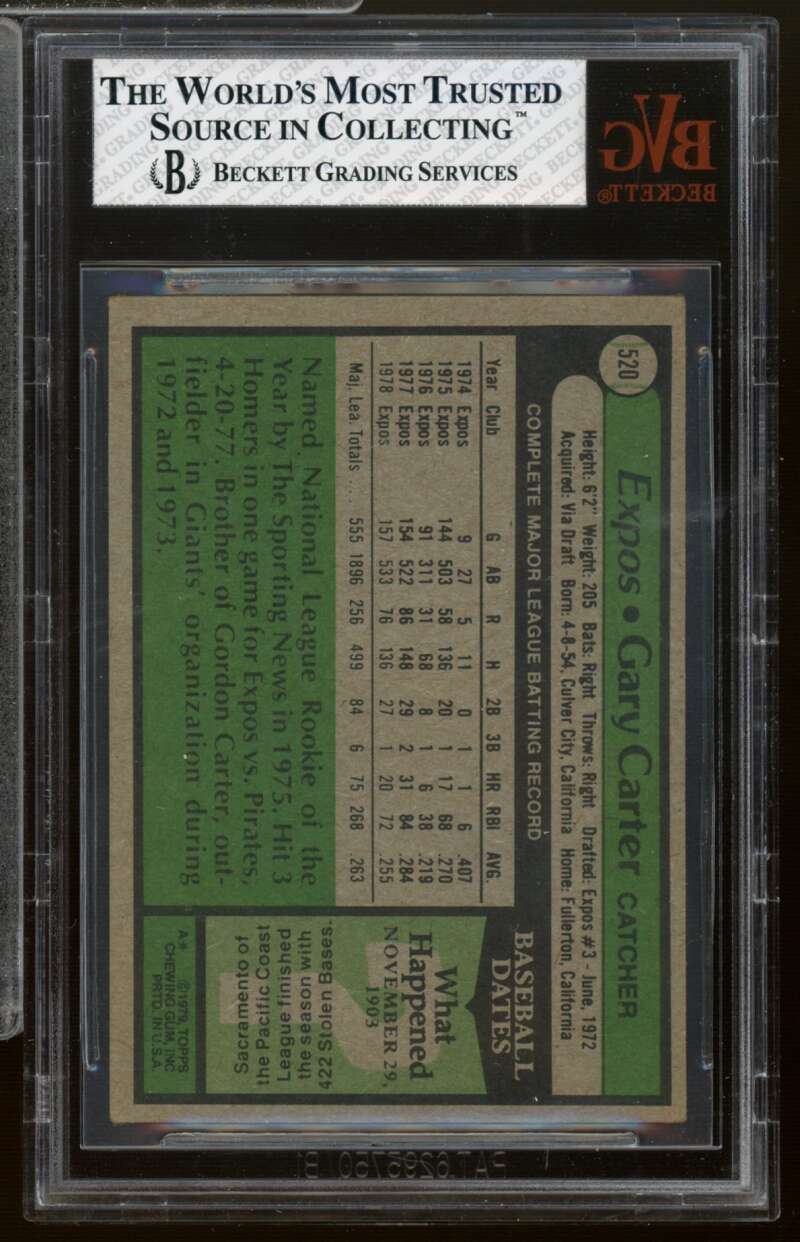 THE WORLD'S MOST TRUSTED
SOURCE IN COLLECTING™
B BECKETT GRADING SERVICES
BVG
BECKETT®
520
Expos • Gary Carter CATCHER
Height: 6'2" Weight: 205 Bats: Right Throws: Right Drafted: Expos #3 - June, 1972
Acquired: Via Draft Born: 4-8-54, Culver City, California Home: Fullerton, California
COMPLETE MAJOR LEAGUE BATTING RECORD
Year Club G AB R H 2B 3B HR RBI AVG.
1974 Expos 9 27 5 11 0 1 1 6 .407
1975 Expos 144 503 58 136 20 1 17 68 .270
1976 Expos 91 311 31 68 8 1 6 38 .219
1977 Expos 154 522 86 148 29 2 31 84 .284
1978 Expos 157 533 76 136 27 1 20 72 .255
Maj. Lea. Totals ... 555 1896 256 499 84 6 75 268 .263
Named National League Rookie of the
Year by The Sporting News in 1975. Hit 3
Homers in one game for Expos vs. Pirates,
4-20-77. Brother of Gordon Carter, out-
fielder in Giants' organization during
1972 and 1973.
BASEBALL
DATES
What
Happened
NOVEMBER 29,
1903
Sacramento of
the Pacific Coast
League finished
the season with
422 Stolen Bases.
A* ©1979 TOPPS
CHEWING GUM, INC.
PRTD. IN U.S.A.
PAT. 6295750 B1